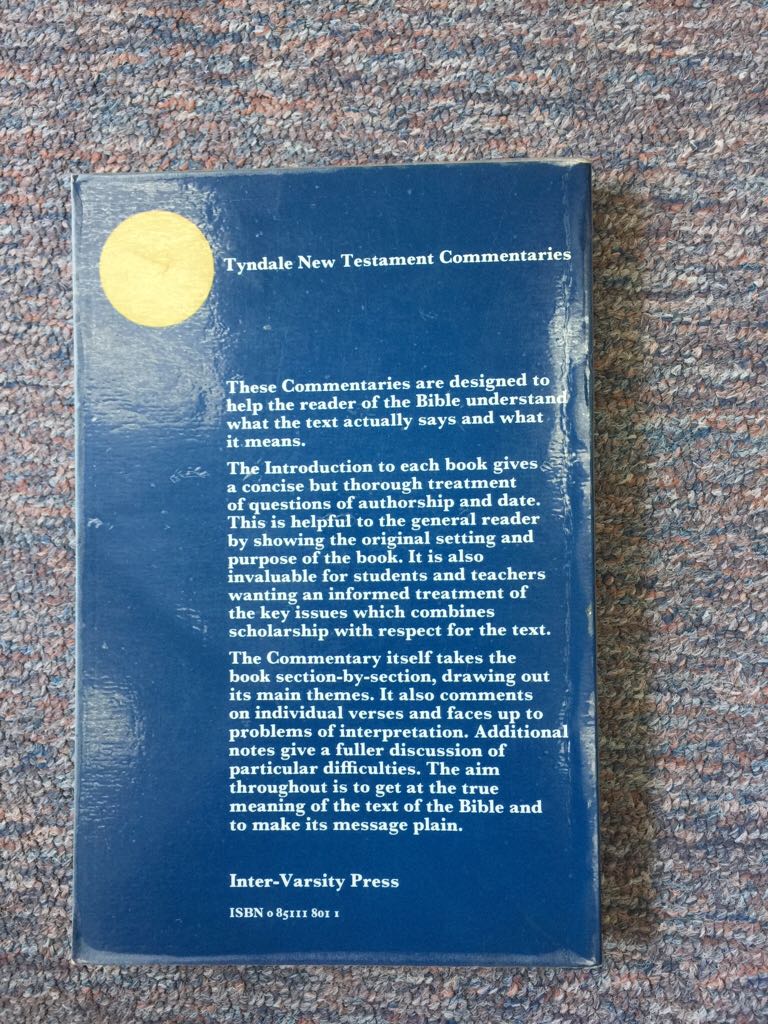 Tyndale New Testament Commentaries
These Commentaries are designed to
help the reader of the Bible understand
what the text actually says and what
it means.
The Introduction to each book gives
a concise but thorough treatment
of questions of authorship and date.
This is helpful to the general reader
by showing the original setting and
purpose of the book. It is also
invaluable for students and teachers
wanting an informed treatment of
the key issues which combines
scholarship with respect for the text.
The Commentary itself takes the
book section-by-section, drawing out
its main themes. It also comments
on individual verses and faces up to
problems of interpretation. Additional
notes give a fuller discussion of
particular difficulties. The aim
throughout is to get at the true
meaning of the text of the Bible and
to make its message plain.
Inter-Varsity Press
ISBN 0 85111 801 1